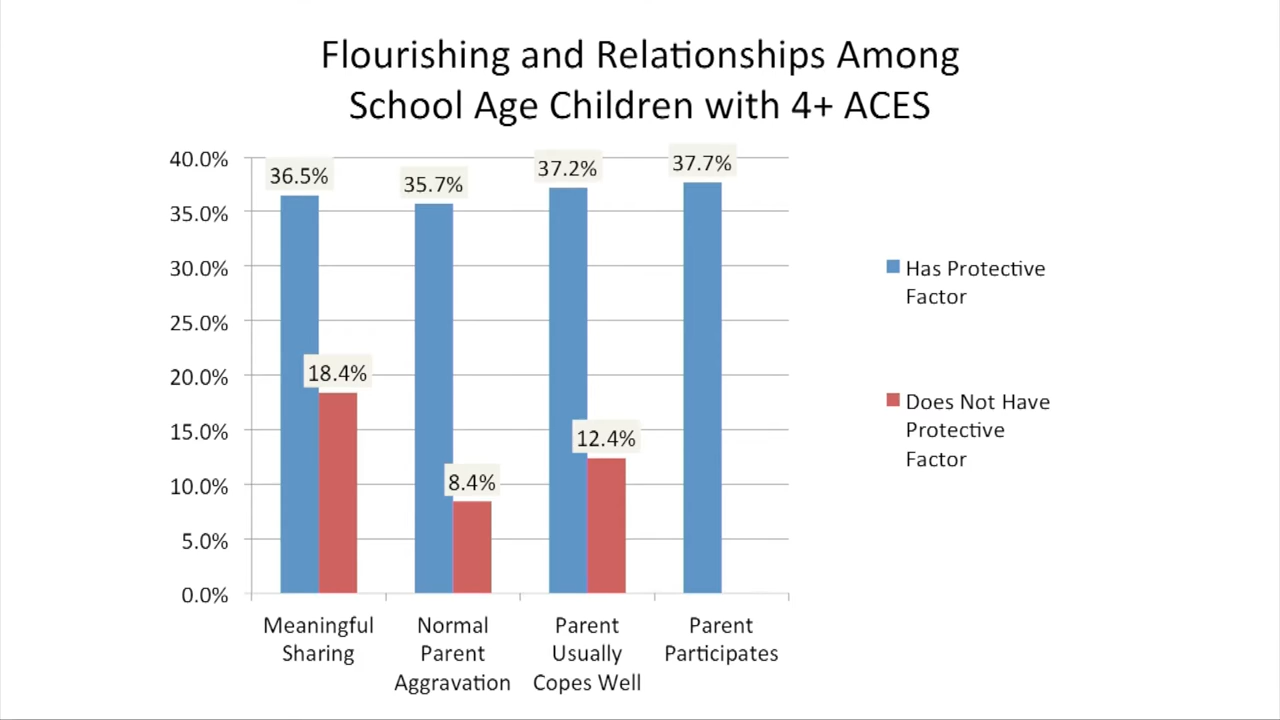 Flourishing and Relationships Among
School Age Children with 4+ ACES
40.0%
35.0%
30.0%
25.0%
20.0%
15.0%
10.0%
5.0%
0.0%
36.5%
18.4%
35.7%
8.4%
37.2%
12.4%
37.7%
Meaningful
Sharing
Normal
Parent
Aggravation
Parent
Usually
Copes Well
Parent
Participates
Has Protective
Factor
Does Not Have
Protective
Factor